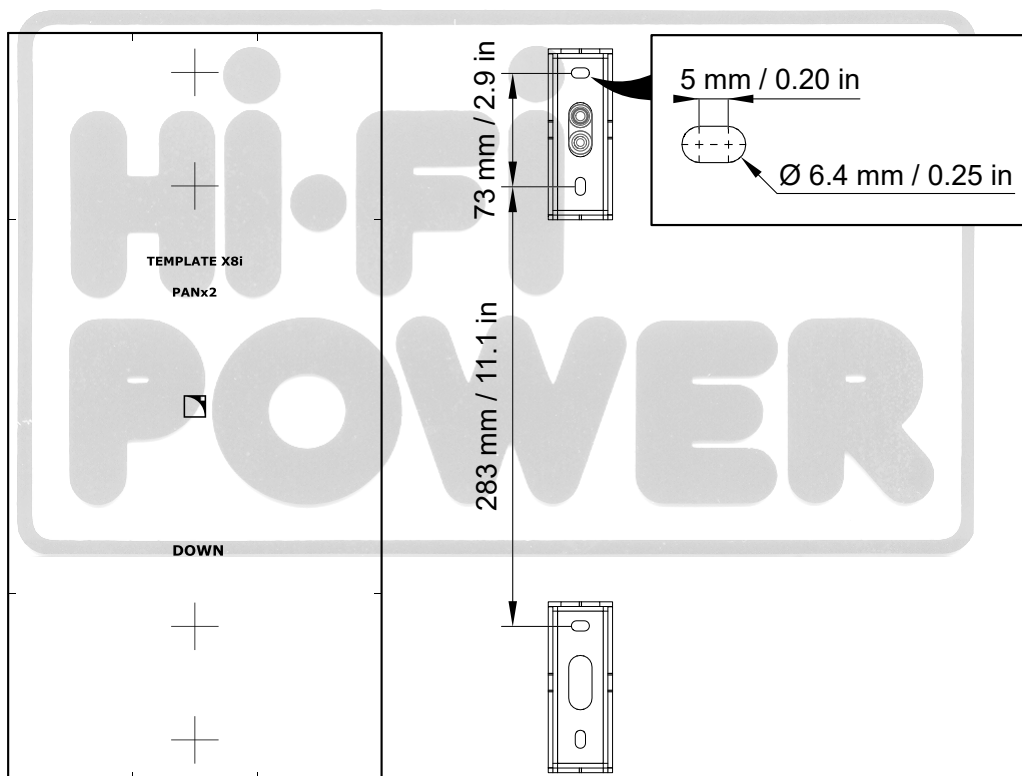 Hi-Fi
POWER
TEMPLATE X8i
PANx2
DOWN
73 mm / 2.9 in
283 mm / 11.1 in
5 mm / 0.20 in
Ø 6.4 mm / 0.25 in